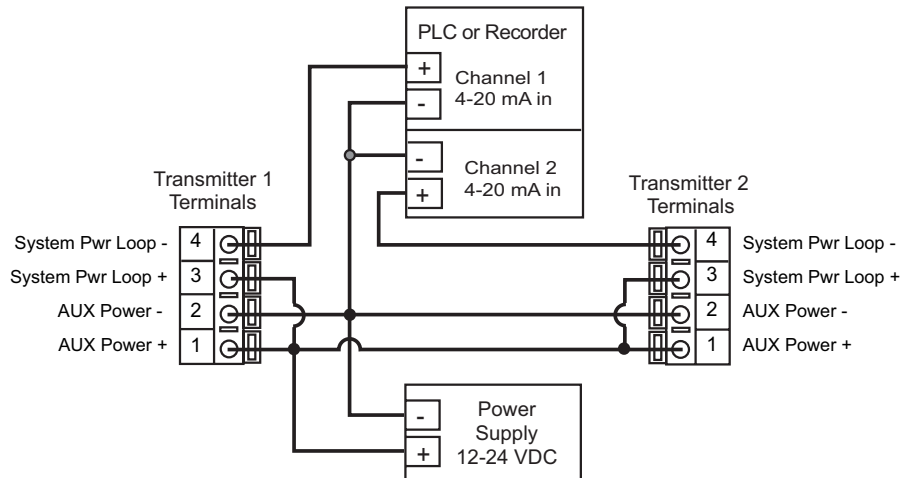 PLC or Recorder
+
Channel 1
4-20 mA in
-
-
Channel 2
4-20 mA in
+
Transmitter 1
Terminals
System Pwr Loop - 4
System Pwr Loop + 3
AUX Power - 2
AUX Power + 1
Transmitter 2
Terminals
4 System Pwr Loop -
3 System Pwr Loop +
2 AUX Power -
1 AUX Power +
-
+
Power
Supply
12-24 VDC